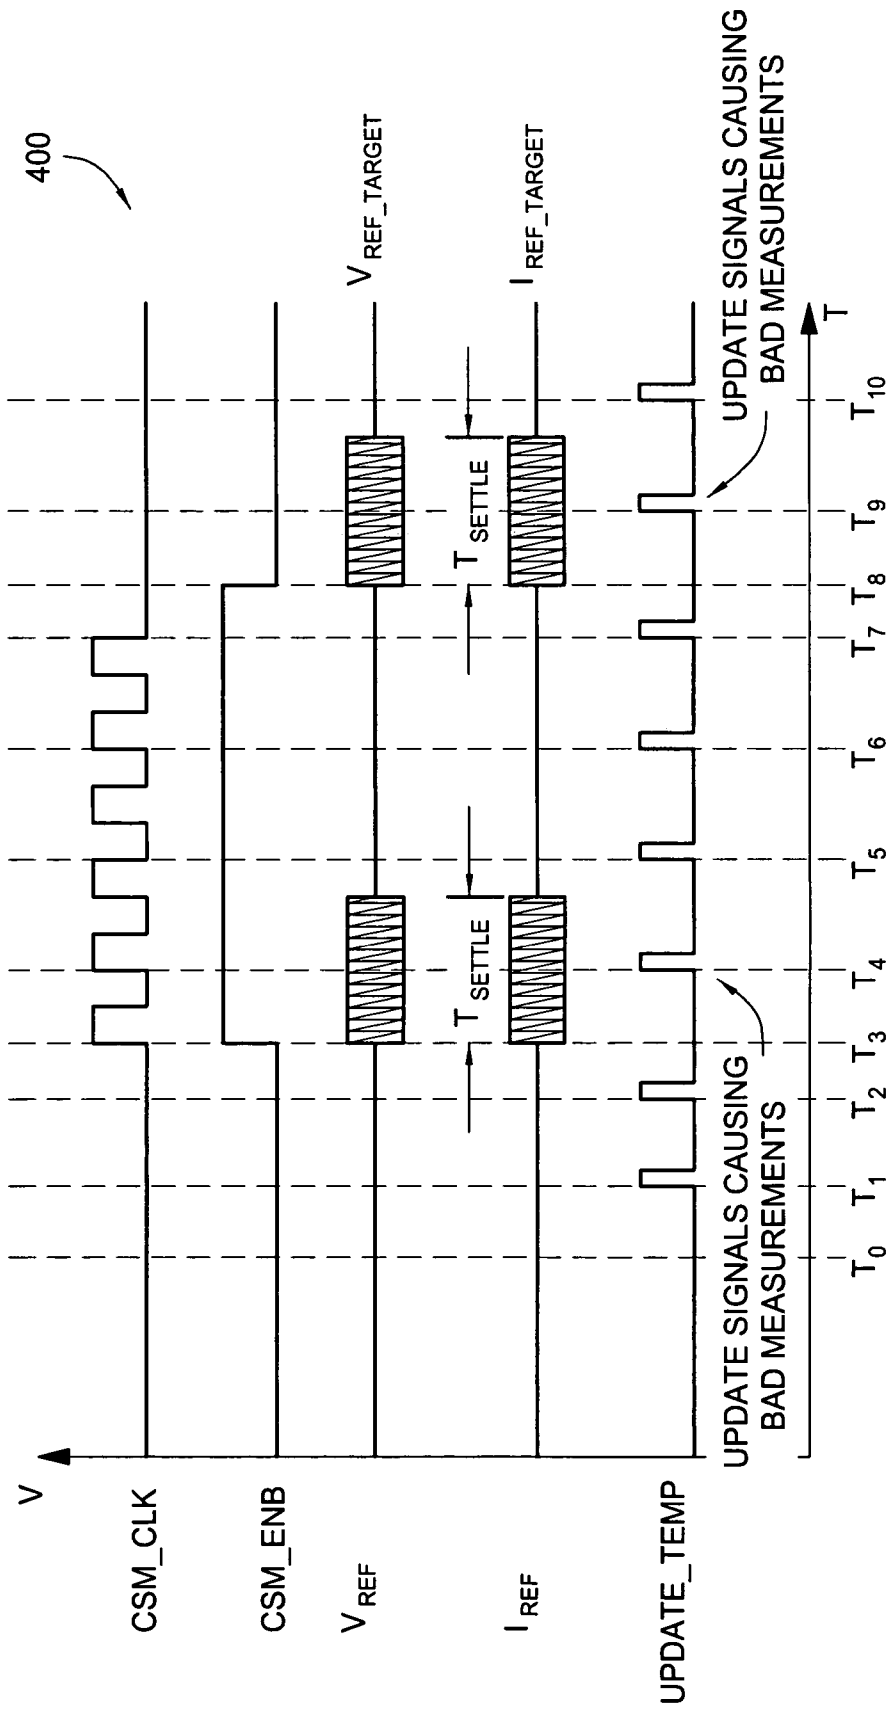 400
V
CSM_CLK
CSM_ENB
VREF
VREF_TARGET
TSETTLE
TSETTLE
IREF
IREF_TARGET
UPDATE_TEMP
UPDATE SIGNALS CAUSING
BAD MEASUREMENTS
UPDATE SIGNALS CAUSING
BAD MEASUREMENTS
T
T0 T1 T2 T3 T4 T5 T6 T7 T8 T9 T10